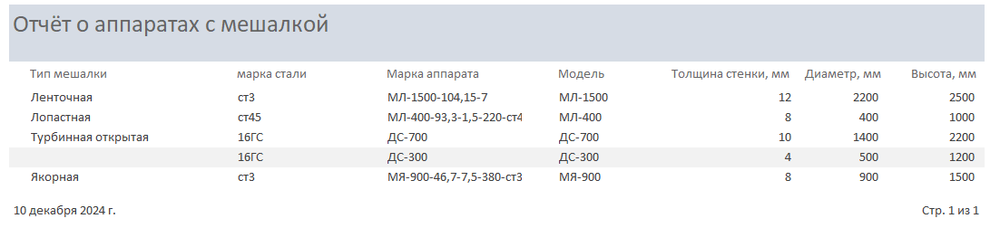 Отчёт о аппаратах с мешалкой
Тип мешалки марка стали Марка аппарата Модель Толщина стенки, мм Диаметр, мм Высота, мм
Ленточная ст3 МЛ-1500-104,15-7 МЛ-1500 12 2200 2500
Лопастная ст45 МЛ-400-93,3-1,5-220-ст4 МЛ-400 8 400 1000
Турбинная открытая 16ГС ДС-700 ДС-700 10 1400 2200
16ГС ДС-300 ДС-300 4 500 1200
Якорная ст3 МЯ-900-46,7-7,5-380-ст3 МЯ-900 8 900 1500
10 декабря 2024 г. Стр. 1 из 1